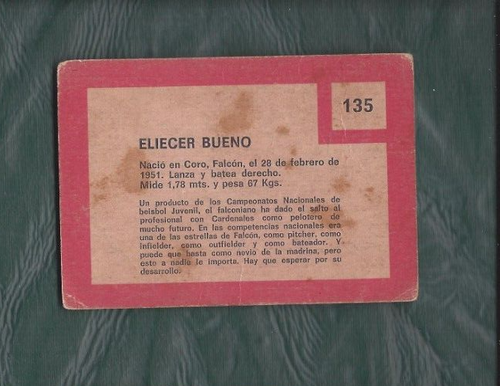 135
ELIECER BUENO
Nació en Coro, Falcón, el 28 de febrero de
1951. Lanza y batea derecho.
Mide 1,78 mts. y pesa 67 Kgs.
Un producto de los Campeonatos Nacionales de
beisbol Juvenil, el falconiano ha dado el salto al
profesional con Cardenales como pelotero de
mucho futuro. En las competencias nacionales era
una de las estrellas de Falcón, como pitcher, como
infielder, como outfielder y como bateador. Y
puede que hasta como novio de la madrina, pero
esto a nadie le importa. Hay que esperar por su
desarrollo.